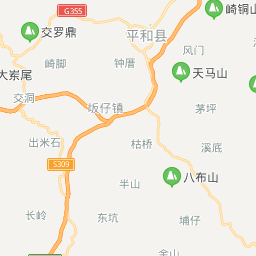 G355
崎铜山
交罗鼎
平和县
风门
崎脚
钟厝
天马山
大岽尾
交洞
坂仔镇
茅坪
出米石
枯桥
溪底
S309
半山
八布山
长岭
东坑
埔仔
金山